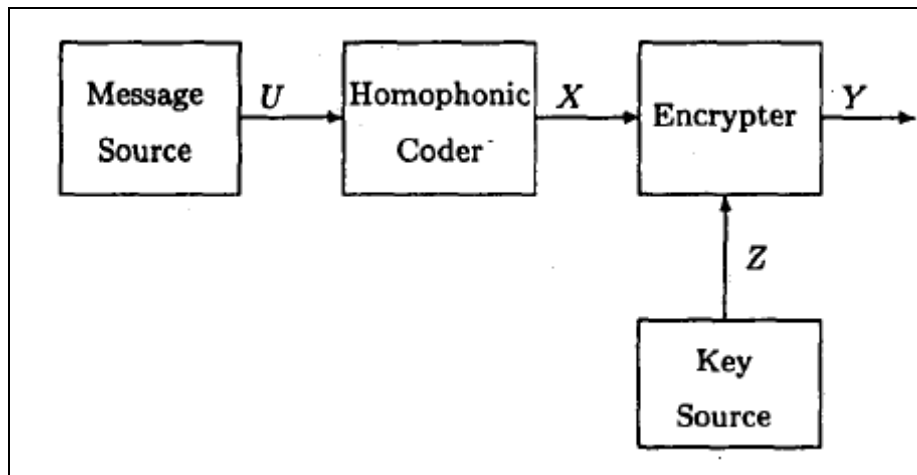 Message
Source
U
Homophonic
Coder
X
Encrypter
Y
Z
Key
Source